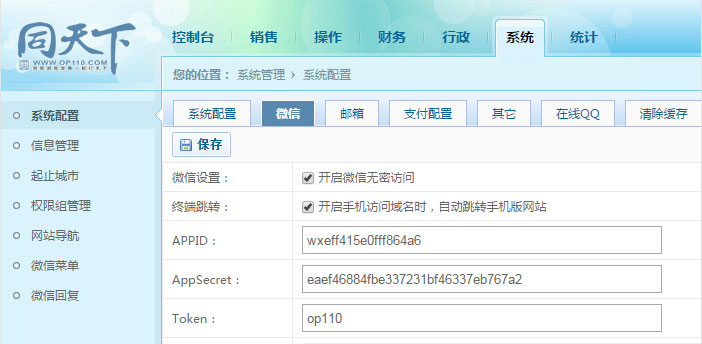 同天下
WWW.OP110.COM
控制台 销售 操作 财务 行政 系统 统计
您的位置： 系统管理 › 系统配置
系统配置
信息管理
起止城市
权限组管理
网站导航
微信菜单
微信回复
系统配置 微信 邮箱 支付配置 其它 在线QQ 清除缓存
保存
微信设置： 开启微信无密访问
终端跳转： 开启手机访问域名时，自动跳转手机版网站
APPID： wxeff415e0fff864a6
AppSecret： eaef46884fbe337231bf46337eb767a2
Token： op110